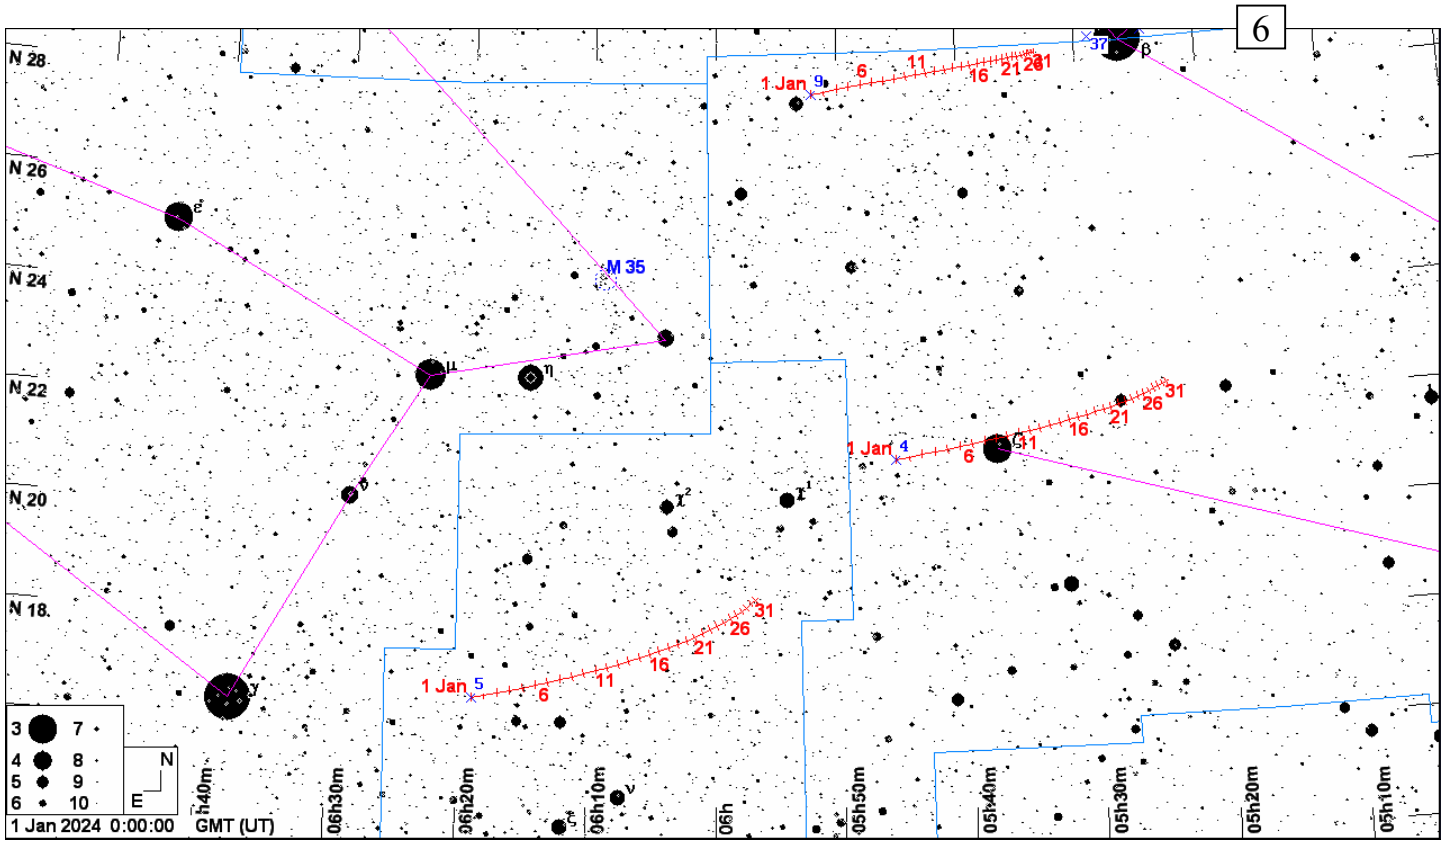 6
N 28
37
β
1 Jan 9 6 11 16 21 26 31
N 26
ε
N 24
M 35
μ
η
N 22
1 Jan 4 6 ζ 11 16 21 26 31
ν
N 20
χ² χ¹
N 18
1 Jan 5 6 11 16 21 26 31
γ
3 7
4 8
5 9
6 10
N
E
ν
ξ
06h40m 06h30m 06h20m 06h10m 06h 05h50m 05h40m 05h30m 05h20m 05h10m
1 Jan 2024 0:00:00 GMT (UT)